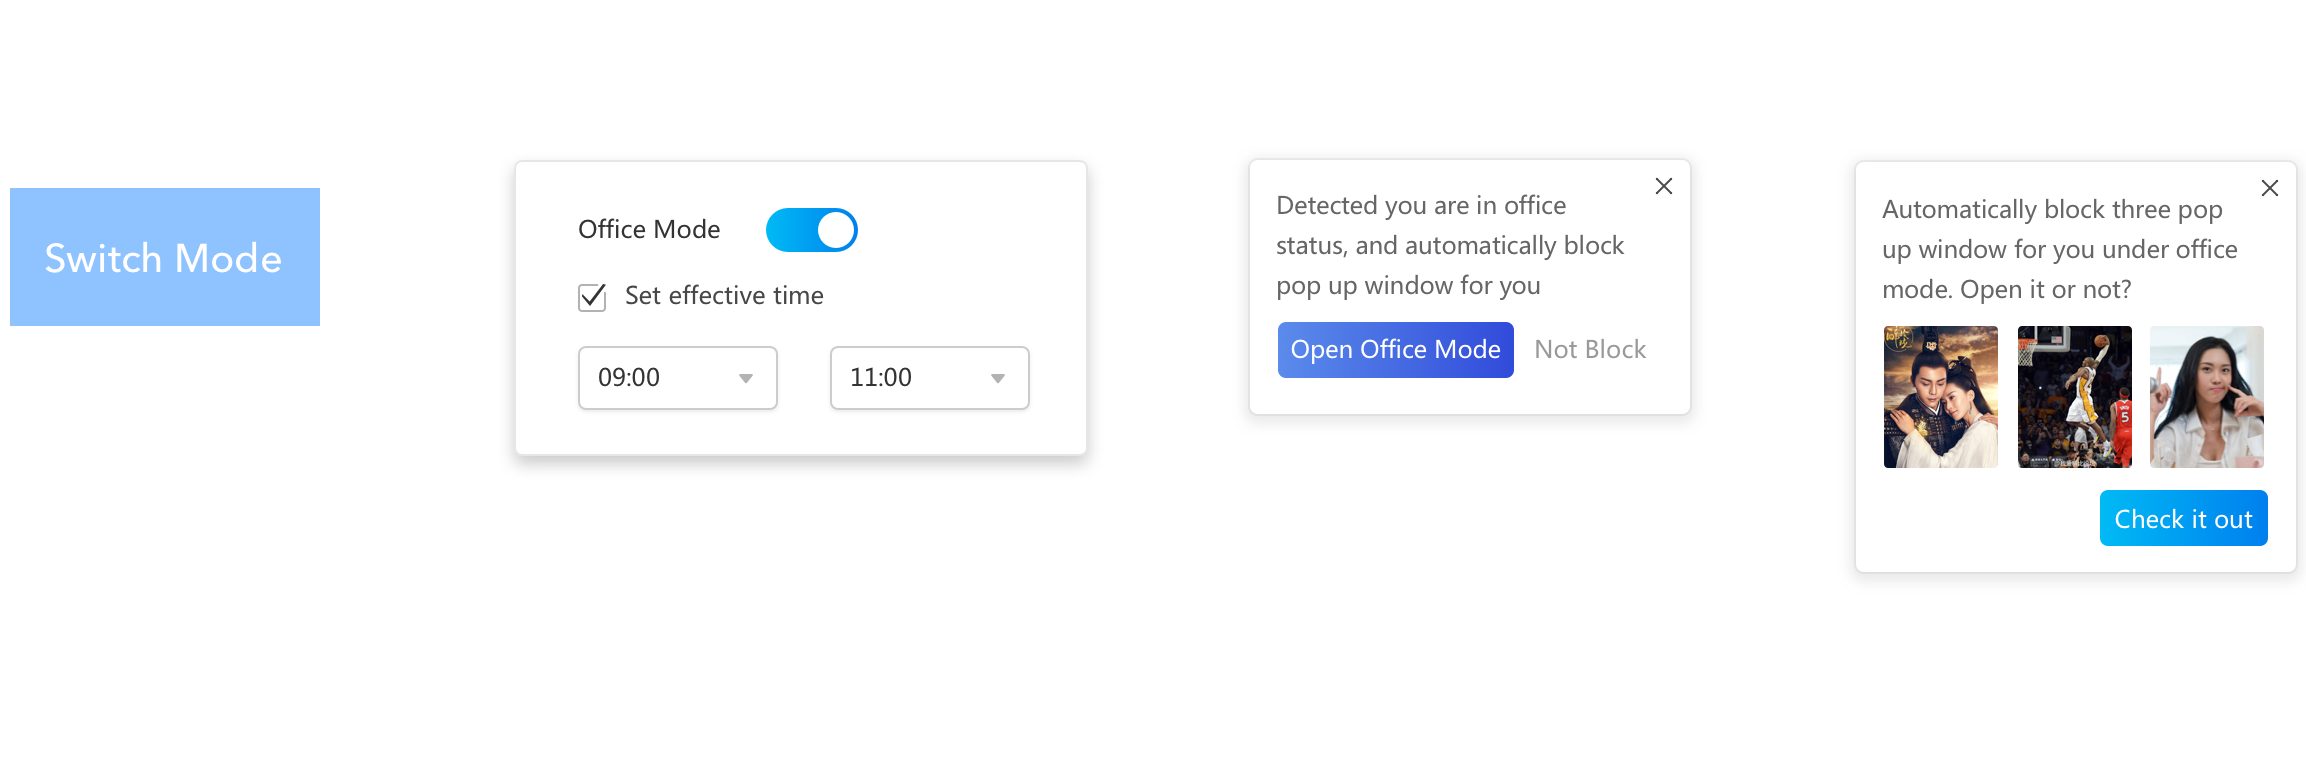 Switch Mode
Office Mode
Set effective time
09:00
11:00
Detected you are in office
status, and automatically block
pop up window for you
Open Office Mode
Not Block
Automatically block three pop
up window for you under office
mode. Open it or not?
5
Check it out